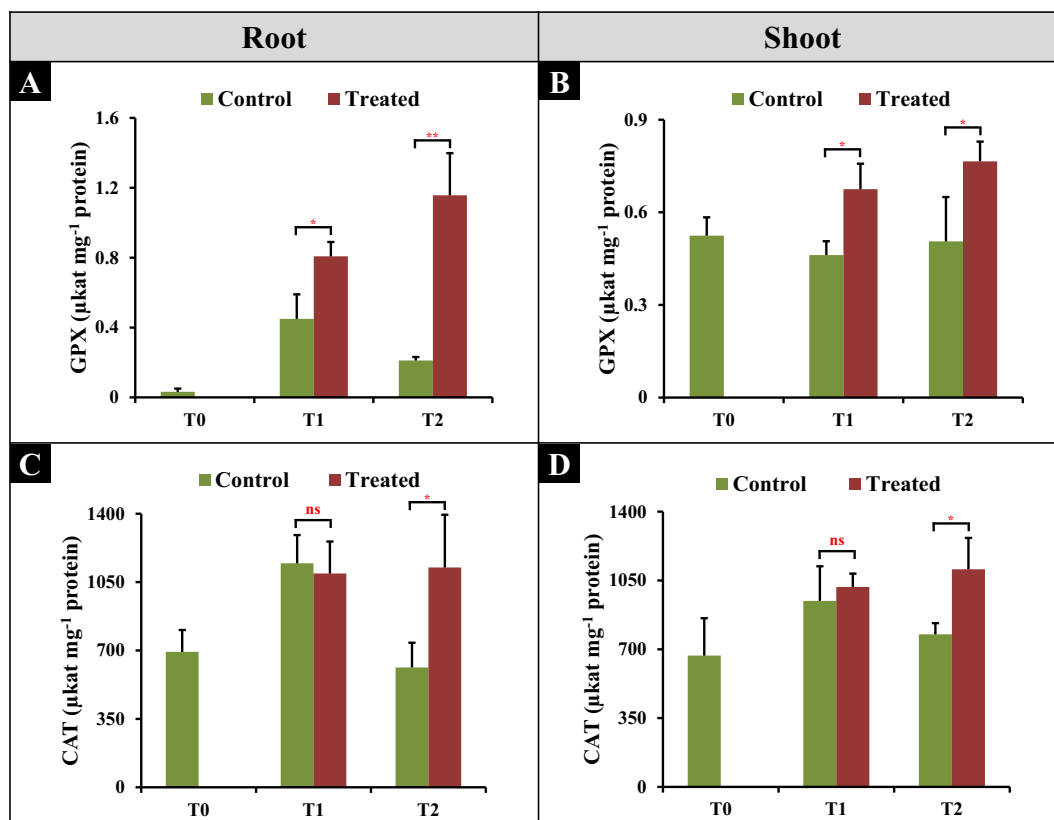 Root
Shoot
A
Control Treated
GPX (µkat mg⁻¹ protein)
1.6
1.2
0.8
0.4
0
*
**
T0 T1 T2
B
Control Treated
GPX (µkat mg⁻¹ protein)
0.9
0.6
0.3
0
*
*
T0 T1 T2
C
Control Treated
CAT (µkat mg⁻¹ protein)
1400
1050
700
350
0
ns
*
T0 T1 T2
D
Control Treated
CAT (µkat mg⁻¹ protein)
1400
1050
700
350
0
ns
*
T0 T1 T2